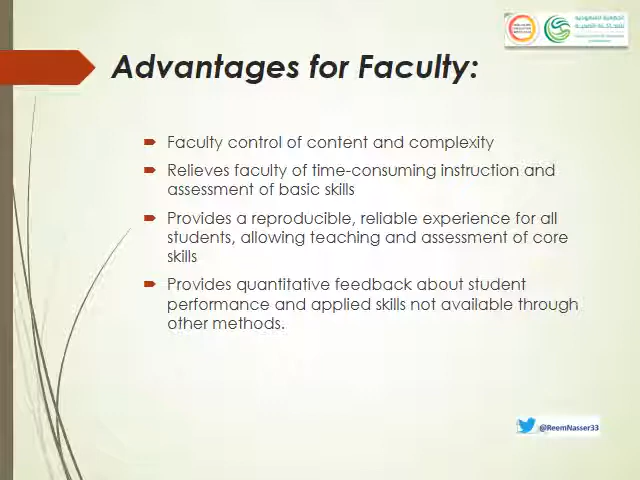 Advantages for Faculty:
Faculty control of content and complexity
Relieves faculty of time-consuming instruction and
assessment of basic skills
Provides a reproducible, reliable experience for all
students, allowing teaching and assessment of core
skills
Provides quantitative feedback about student
performance and applied skills not available through
other methods.
@ReemNasser33